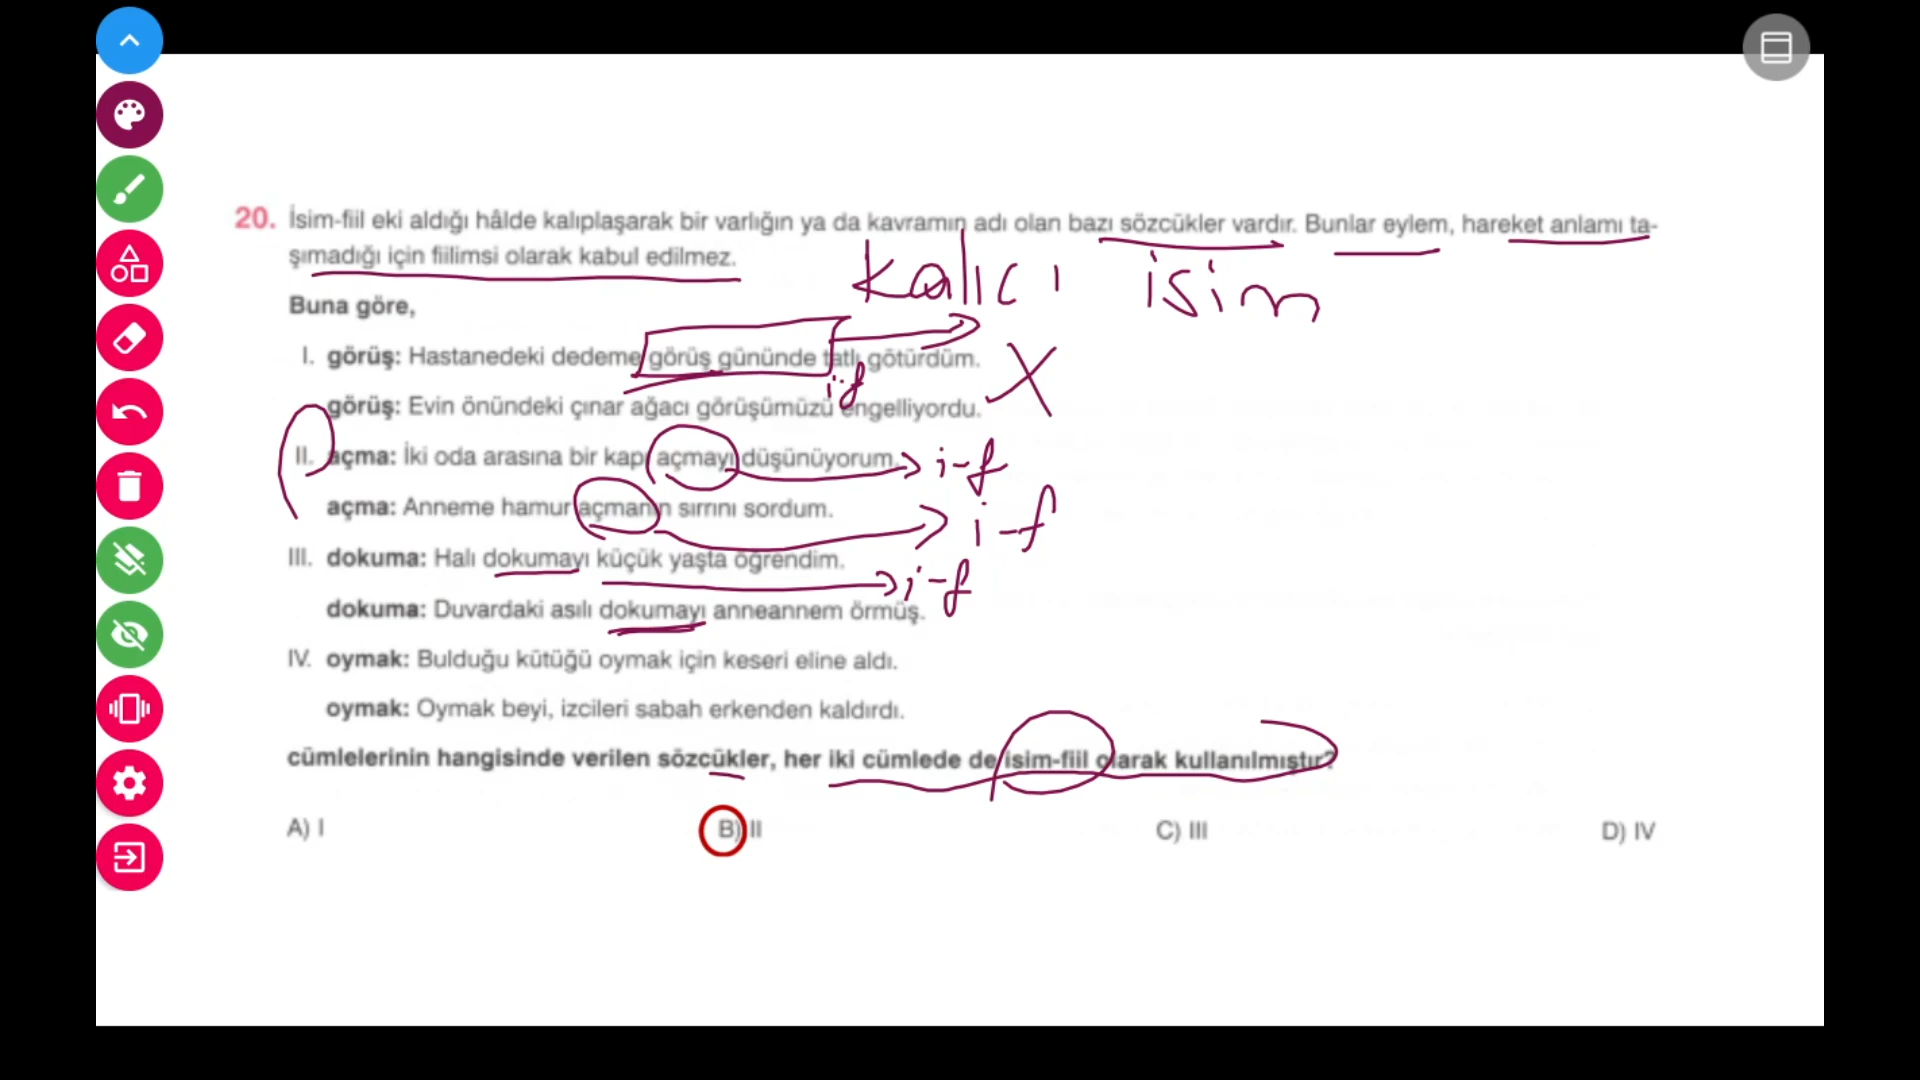 20. İsim-fiil eki aldığı hâlde kalıplaşarak bir varlığın ya da kavramın adı olan bazı sözcükler vardır. Bunlar eylem, hareket anlamı ta-
şımadığı için fiilimsi olarak kabul edilmez.
kalıcı isim
Buna göre,
I. görüş: Hastanedeki dedeme görüş gününde tatlı götürdüm.
i-f
görüş: Evin önündeki çınar ağacı görüşümüzü engelliyordu. X
II. açma: İki oda arasına bir kapı açmayı düşünüyorum. i-f
açma: Anneme hamur açmanın sırrını sordum. i-f
III. dokuma: Halı dokumayı küçük yaşta öğrendim. i-f
dokuma: Duvardaki asılı dokumayı anneannem örmüş.
IV. oymak: Bulduğu kütüğü oymak için keseri eline aldı.
oymak: Oymak beyi, izcileri sabah erkenden kaldırdı.
cümlelerinin hangisinde verilen sözcükler, her iki cümlede de isim-fiil olarak kullanılmıştır?
A) I B) II C) III D) IV